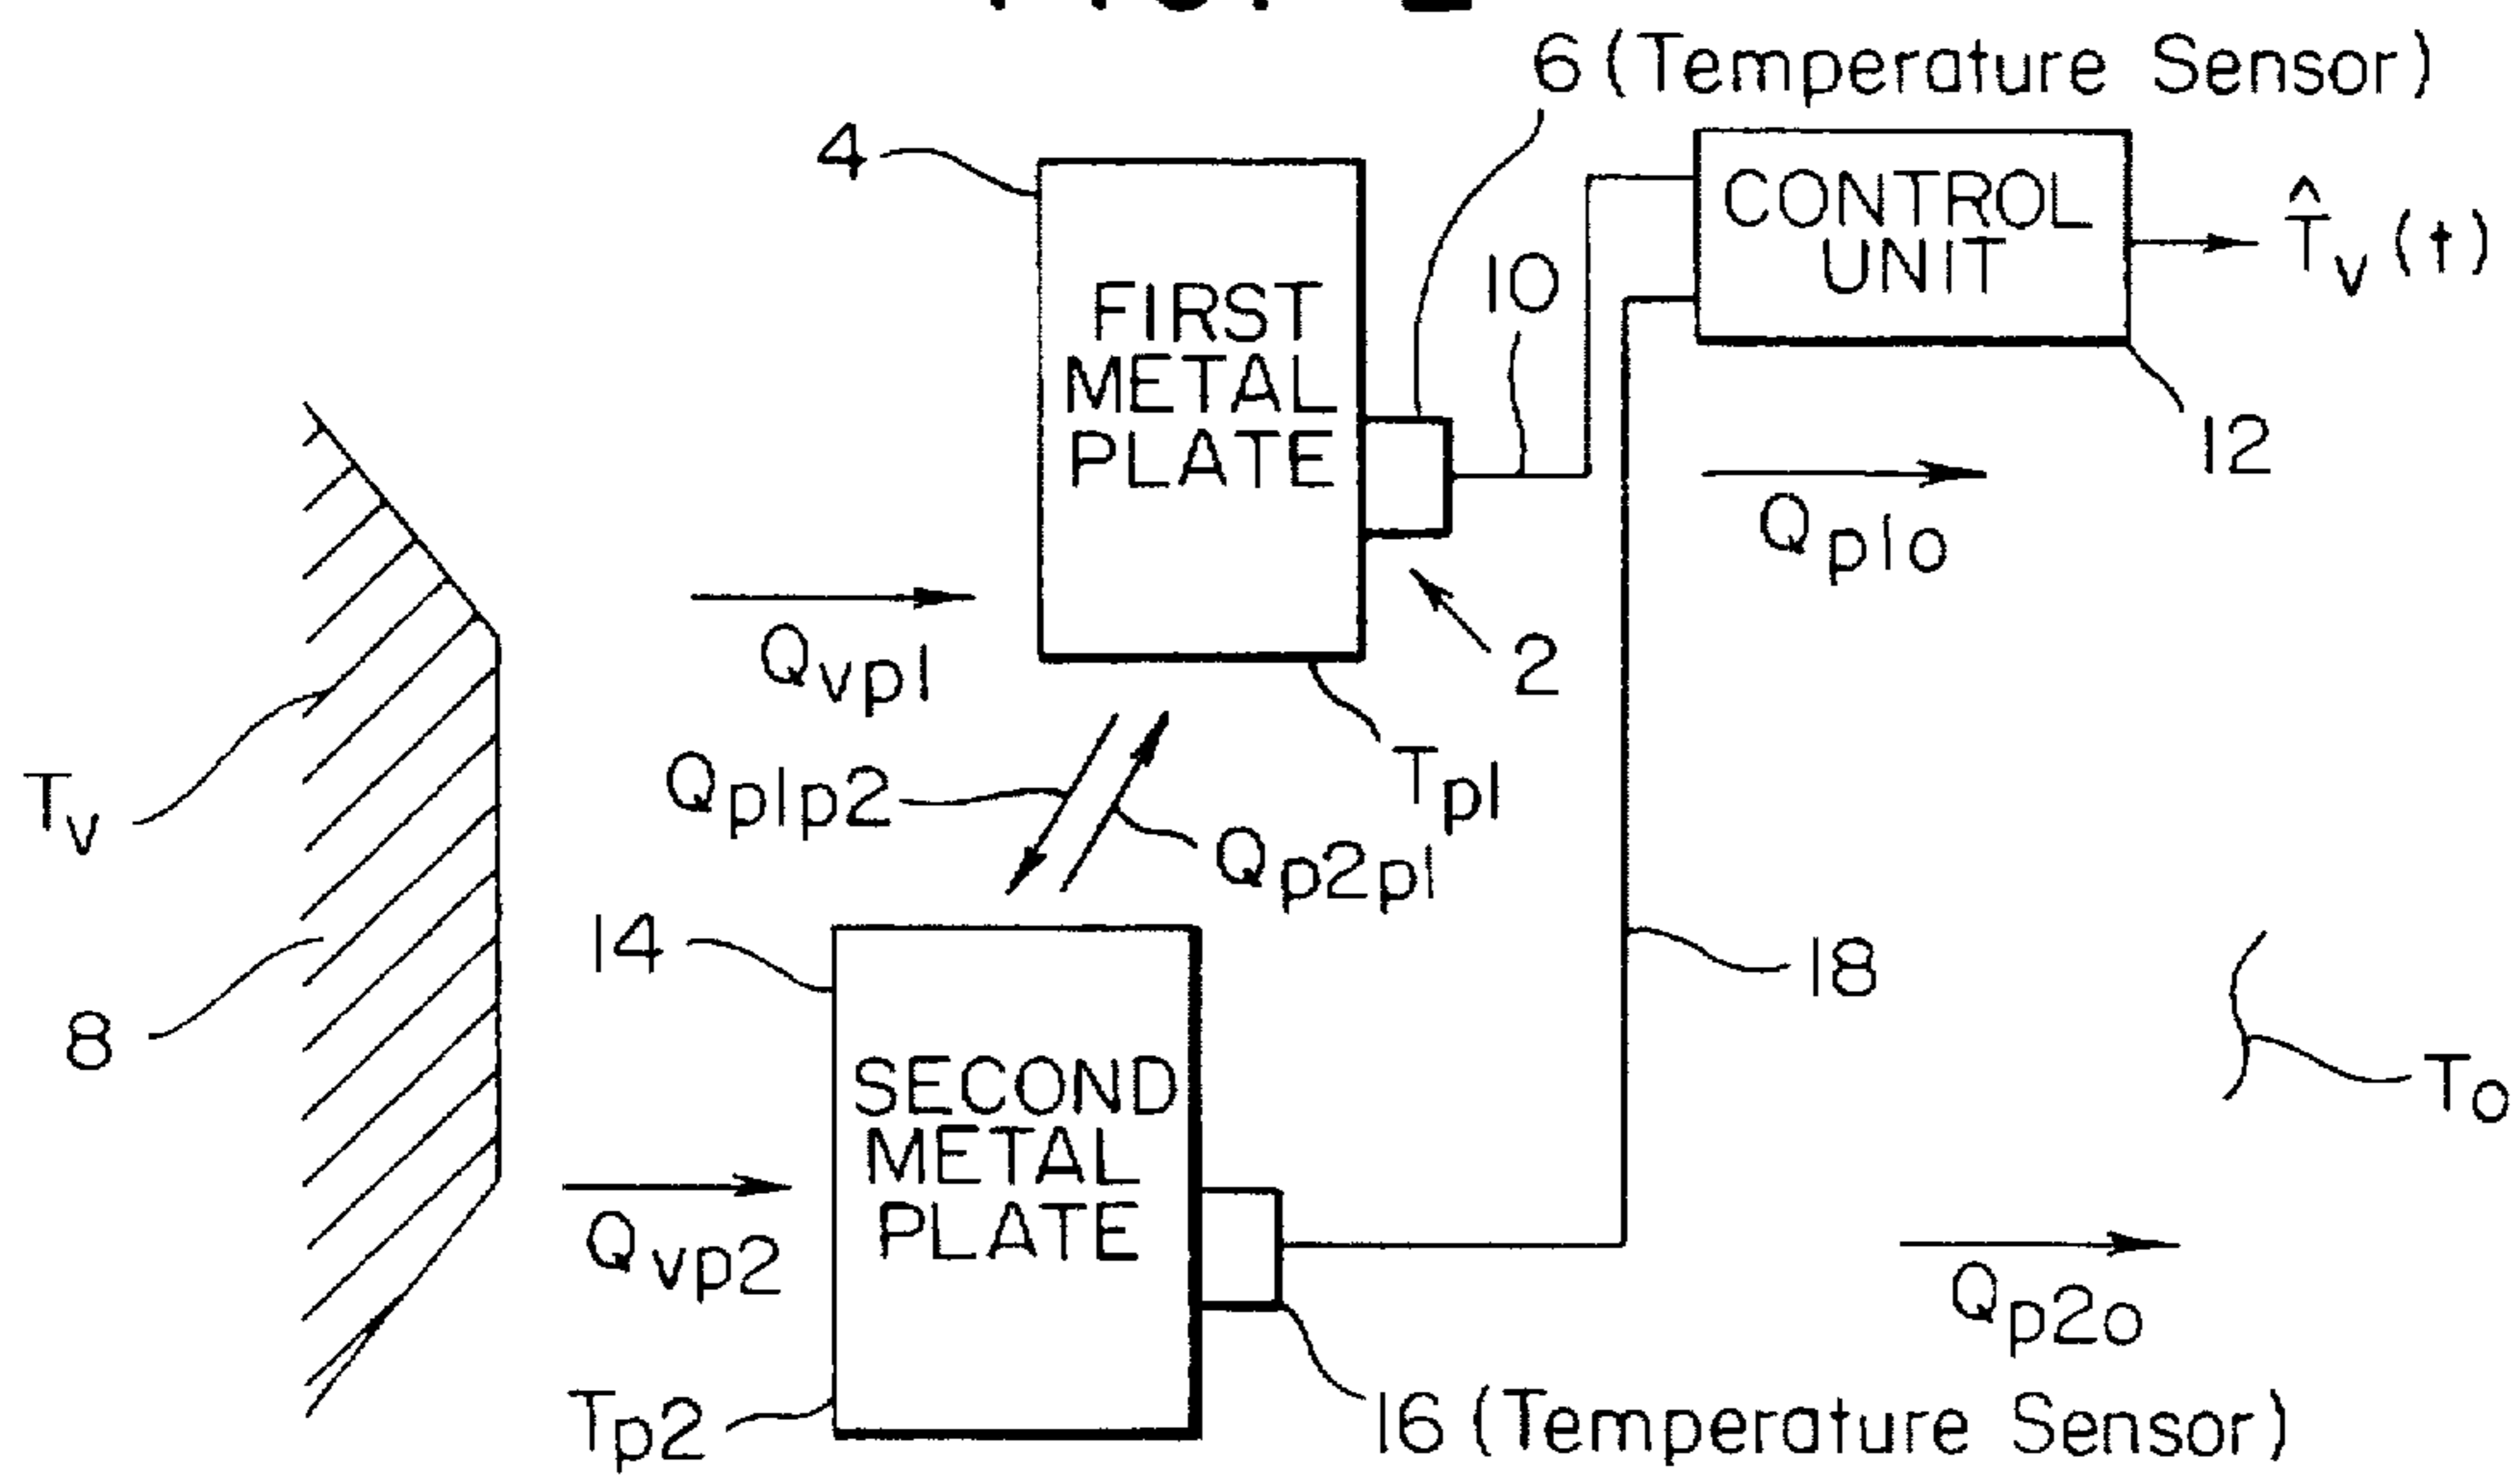 6 (Temperature Sensor)
4
CONTROL
UNIT
T̂v (t)
FIRST
METAL
PLATE
10
12
Qp1o
Qvp1
2
Tp1
Qp1p2
Qp2p1
Tv
14
18
8
To
SECOND
METAL
PLATE
Qvp2
Qp2o
Tp2
16 (Temperature Sensor)